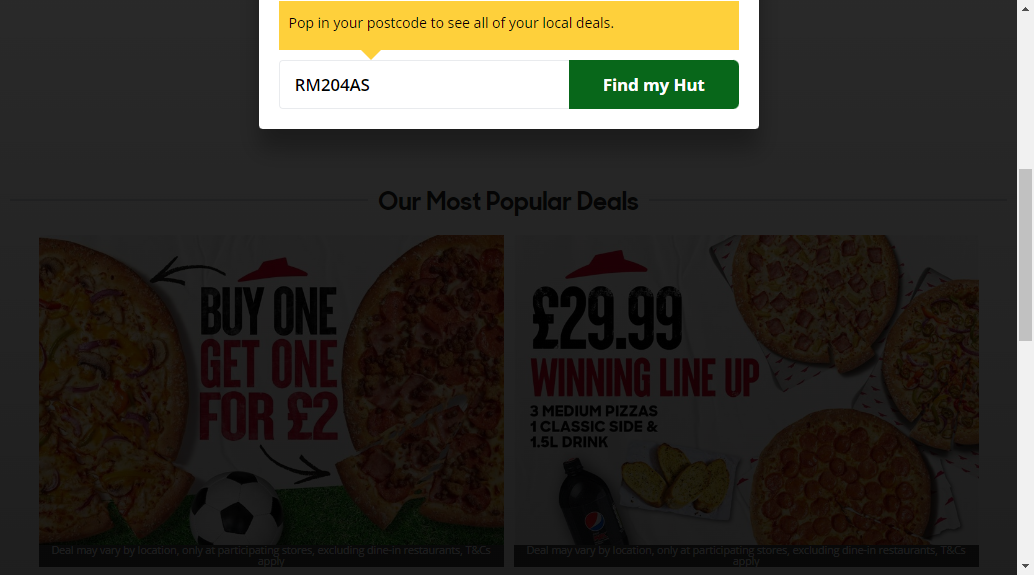 Pop in your postcode to see all of your local deals.
RM204AS
Find my Hut
Our Most Popular Deals
BUY ONE
GET ONE
FOR £2
Deal may vary by location, only at participating stores, excluding dine-in restaurants, T&Cs
apply
£29.99
WINNING LINE UP
3 MEDIUM PIZZAS
1 CLASSIC SIDE &
1.5L DRINK
Deal may vary by location, only at participating stores, excluding dine-in restaurants, T&Cs
apply